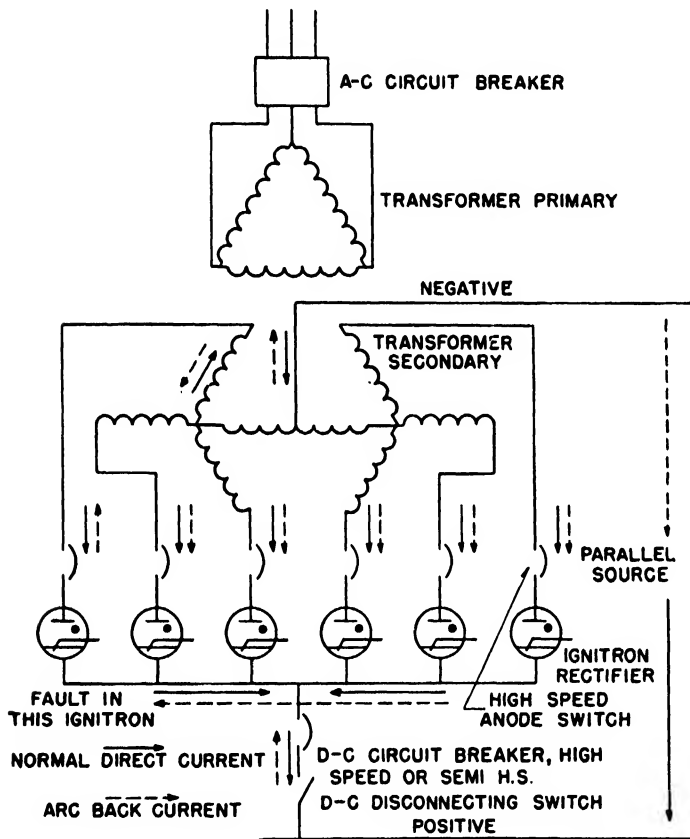 A-C CIRCUIT BREAKER
TRANSFORMER PRIMARY
NEGATIVE
TRANSFORMER
SECONDARY
PARALLEL
SOURCE
IGNITRON
RECTIFIER
FAULT IN
THIS IGNITRON
HIGH SPEED
ANODE SWITCH
NORMAL DIRECT CURRENT
D-C CIRCUIT BREAKER, HIGH
SPEED OR SEMI H.S.
ARC BACK CURRENT
D-C DISCONNECTING SWITCH
POSITIVE